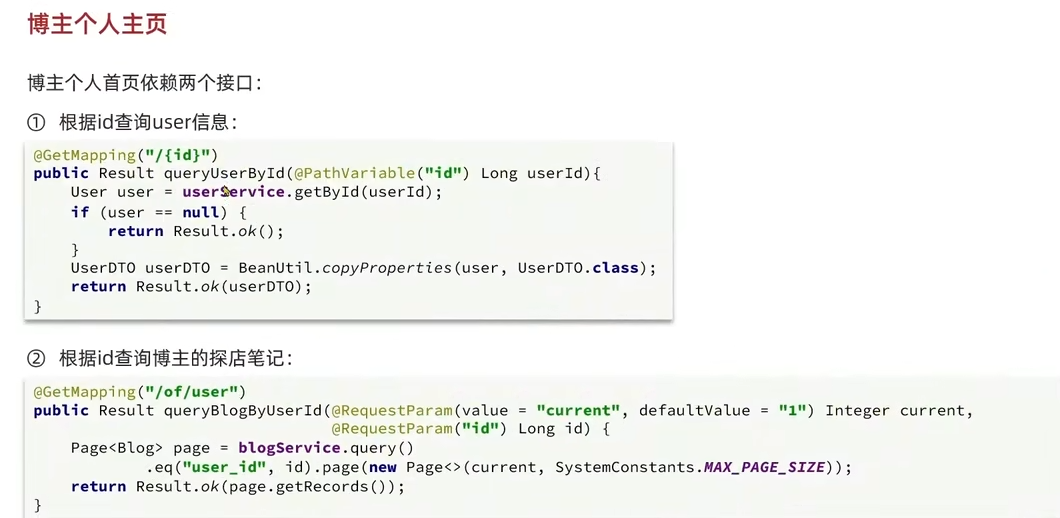 博主个人主页
博主个人首页依赖两个接口：
① 根据id查询user信息：
@GetMapping("/{id}")
public Result queryUserById(@PathVariable("id") Long userId){
    User user = userService.getById(userId);
    if (user == null) {
        return Result.ok();
    }
    UserDTO userDTO = BeanUtil.copyProperties(user, UserDTO.class);
    return Result.ok(userDTO);
}
② 根据id查询博主的探店笔记：
@GetMapping("/of/user")
public Result queryBlogByUserId(@RequestParam(value = "current", defaultValue = "1") Integer current,
                                @RequestParam("id") Long id) {
    Page<Blog> page = blogService.query()
            .eq("user_id", id).page(new Page<>(current, SystemConstants.MAX_PAGE_SIZE));
    return Result.ok(page.getRecords());
}